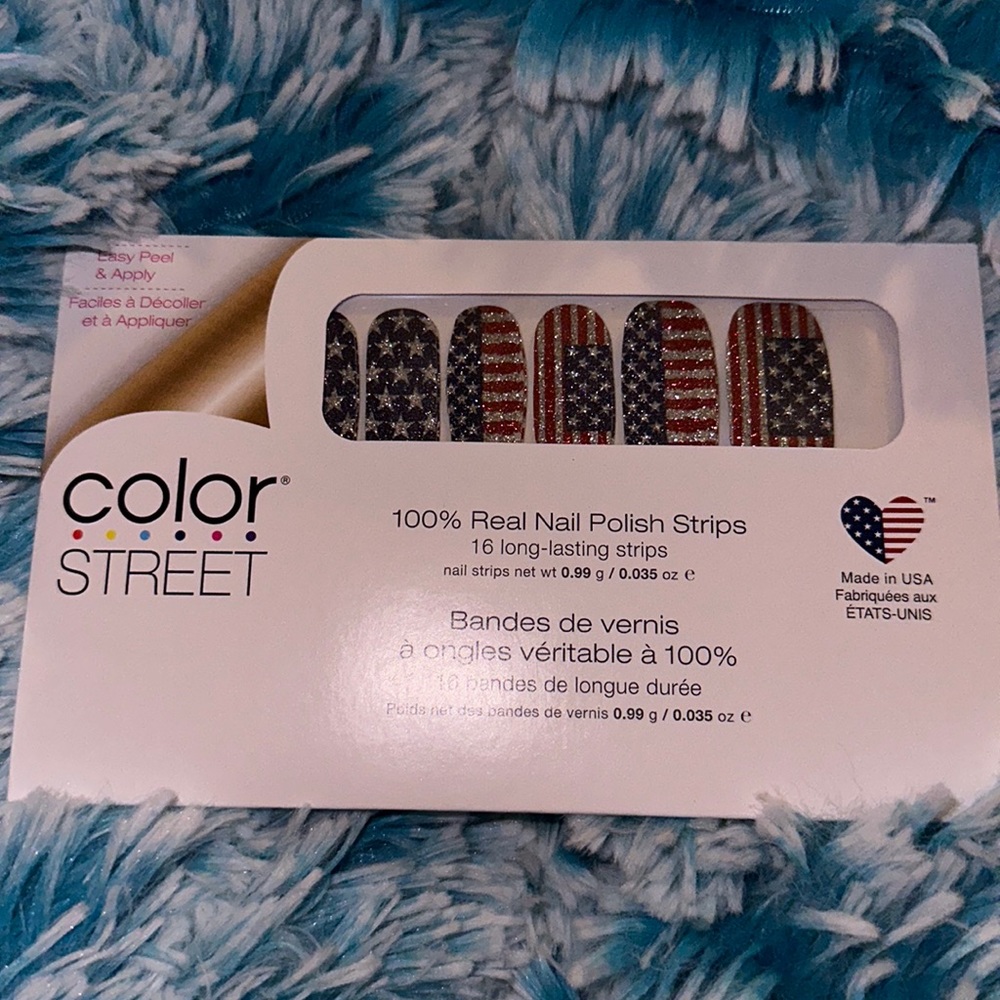 Easy Peel
& Apply
Faciles à Décoller
et à Appliquer
color®
STREET
100% Real Nail Polish Strips
16 long-lasting strips
nail strips net wt 0.99 g / 0.035 oz ℮
Bandes de vernis
à ongles véritable à 100%
16 bandes de longue durée
Poids net des bandes de vernis 0.99 g / 0.035 oz ℮
™
Made in USA
Fabriquées aux
ÉTATS-UNIS